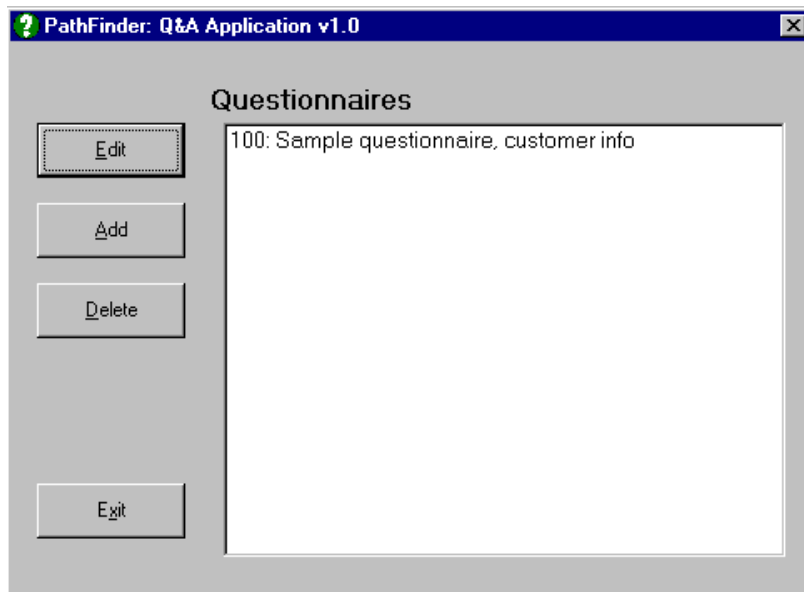 PathFinder: Q&A Application v1.0
Questionnaires
Edit
100: Sample questionnaire, customer info
Add
Delete
Exit